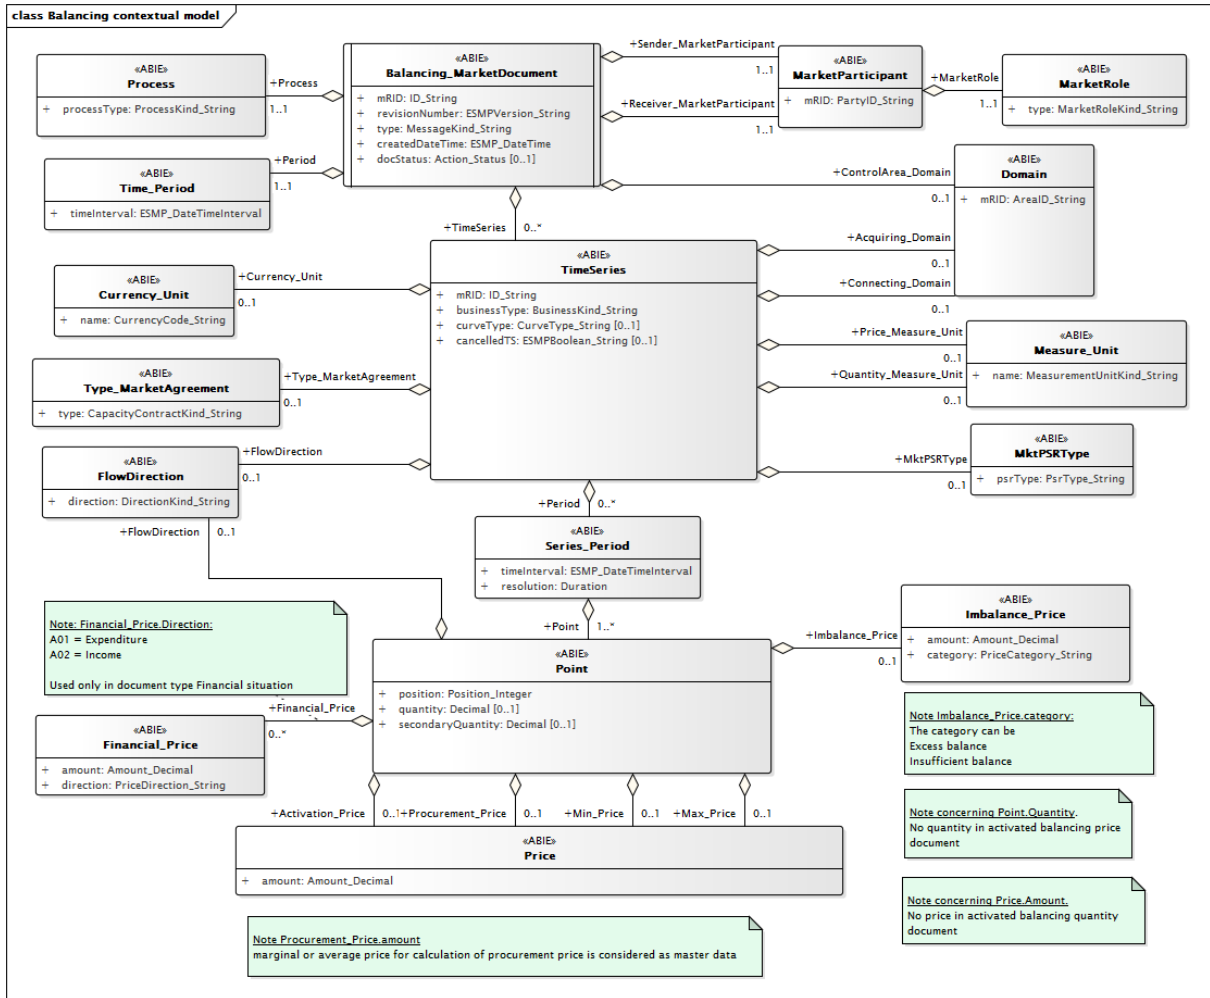 class Balancing contextual model
«ABIE»
Process
+ processType: ProcessKind_String
+Process
1..1
«ABIE»
Balancing_MarketDocument
+ mRID: ID_String
+ revisionNumber: ESMPVersion_String
+ type: MessageKind_String
+ createdDateTime: ESMP_DateTime
+ docStatus: Action_Status [0..1]
+Sender_MarketParticipant
1..1
+Receiver_MarketParticipant
1..1
«ABIE»
MarketParticipant
+ mRID: PartyID_String
+MarketRole
1..1
«ABIE»
MarketRole
+ type: MarketRoleKind_String
«ABIE»
Time_Period
+ timeInterval: ESMP_DateTimeInterval
+Period
1..1
+ControlArea_Domain
0..1
«ABIE»
Domain
+ mRID: AreaID_String
+TimeSeries
0..*
+Acquiring_Domain
0..1
+Connecting_Domain
0..1
«ABIE»
TimeSeries
+ mRID: ID_String
+ businessType: BusinessKind_String
+ curveType: CurveType_String [0..1]
+ cancelledTS: ESMPBoolean_String [0..1]
«ABIE»
Currency_Unit
+ name: CurrencyCode_String
+Currency_Unit
0..1
+Price_Measure_Unit
0..1
+Quantity_Measure_Unit
0..1
«ABIE»
Measure_Unit
+ name: MeasurementUnitKind_String
«ABIE»
Type_MarketAgreement
+ type: CapacityContractKind_String
+Type_MarketAgreement
0..1
«ABIE»
FlowDirection
+ direction: DirectionKind_String
+FlowDirection
0..1
+MktPSRType
0..1
«ABIE»
MktPSRType
+ psrType: PsrType_String
+FlowDirection
0..1
+Period
0..*
«ABIE»
Series_Period
+ timeInterval: ESMP_DateTimeInterval
+ resolution: Duration
+Point
1..*
Note: Financial_Price.Direction:
A01 = Expenditure
A02 = Income
Used only in document type Financial situation
«ABIE»
Point
+ position: Position_Integer
+ quantity: Decimal [0..1]
+ secondaryQuantity: Decimal [0..1]
+Imbalance_Price
0..1
«ABIE»
Imbalance_Price
+ amount: Amount_Decimal
+ category: PriceCategory_String
+Financial_Price
0..*
«ABIE»
Financial_Price
+ amount: Amount_Decimal
+ direction: PriceDirection_String
Note Imbalance_Price.category:
The category can be
Excess balance
Insufficient balance
+Activation_Price
0..1
+Procurement_Price
0..1
+Min_Price
0..1
+Max_Price
0..1
«ABIE»
Price
+ amount: Amount_Decimal
Note concerning Point.Quantity.
No quantity in activated balancing price
document
Note concerning Price.Amount.
No price in activated balancing quantity
document
Note Procurement_Price.amount
marginal or average price for calculation of procurement price is considered as master data